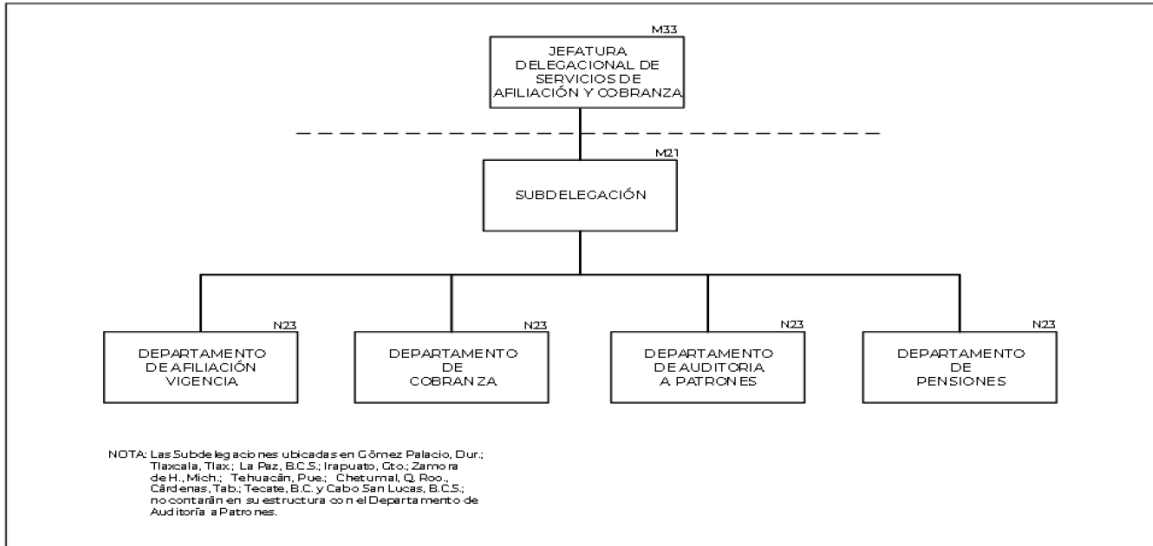 M33
JEFATURA
DELEGACIONAL DE
SERVICIOS DE
AFILIACIÓN Y COBRANZA
M21
SUBDELEGACIÓN
N23
DEPARTAMENTO
DE AFILIACIÓN
VIGENCIA
N23
DEPARTAMENTO
DE
COBRANZA
N23
DEPARTAMENTO
DE AUDITORIA
A PATRONES
N23
DEPARTAMENTO
DE
PENSIONES
NOTA: Las Subdelegaciones ubicadas en Gómez Palacio, Dur.;
Tlaxcala, Tlax.; La Paz, B.C.S.; Irapuato, Gto.; Zamora
de H., Mich.; Tehuacán, Pue.; Chetumal, Q. Roo.,
Cárdenas, Tab.; Tecate, B.C. y Cabo San Lucas, B.C.S.;
no contarán en su estructura con el Departamento de
Auditoría a Patrones.